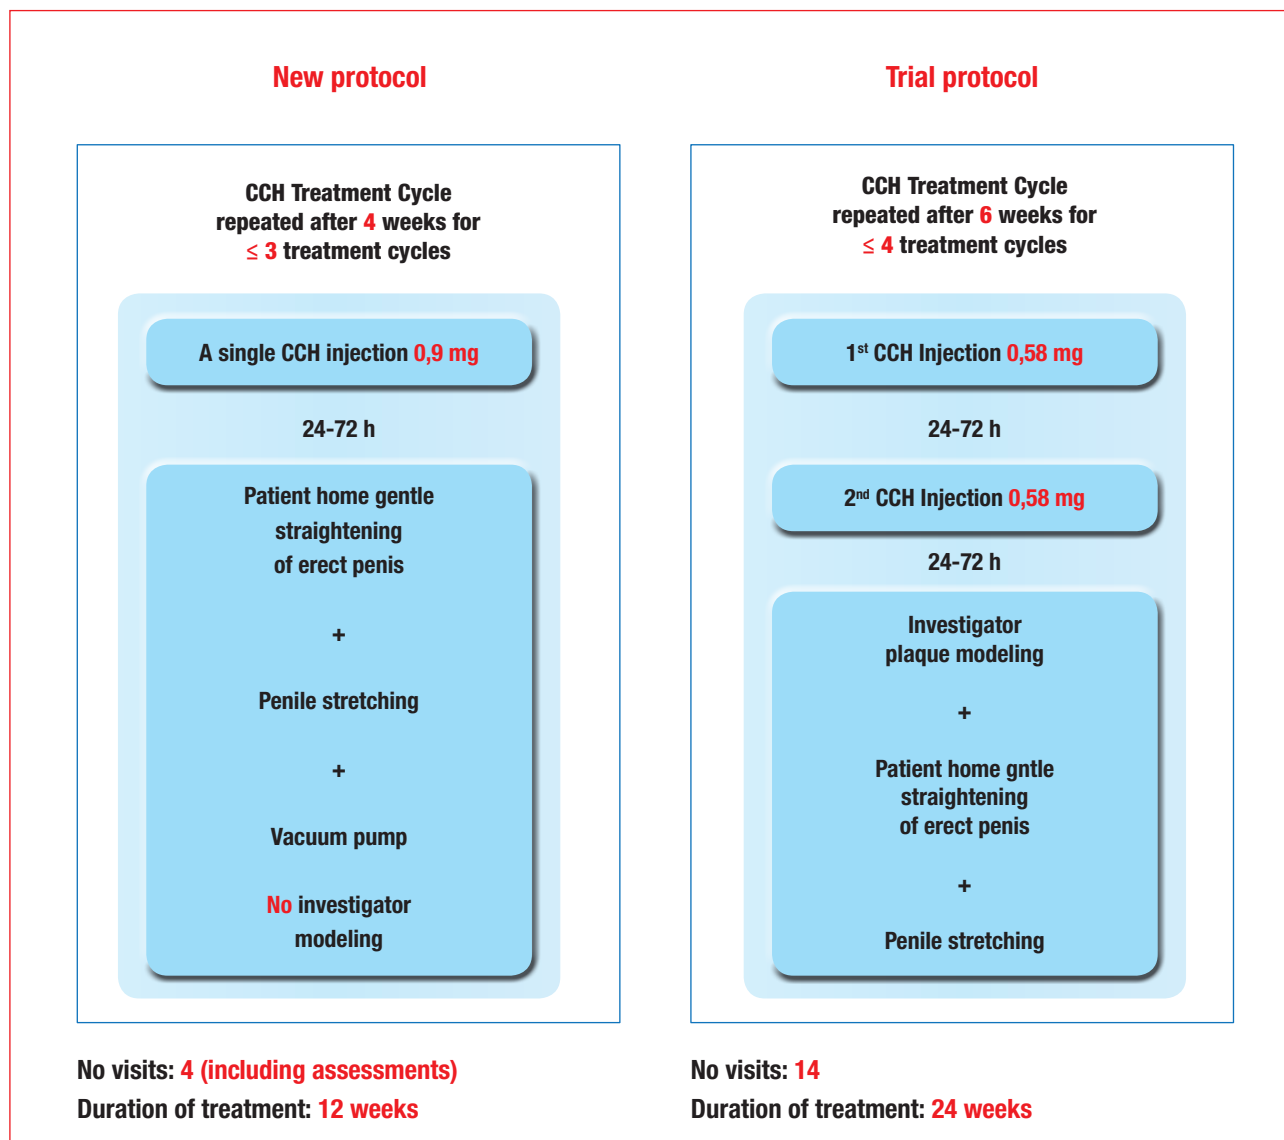 New protocol
CCH Treatment Cycle
repeated after 4 weeks for
≤ 3 treatment cycles
A single CCH injection 0,9 mg
24-72 h
Patient home gentle
straightening
of erect penis
+
Penile stretching
+
Vacuum pump
No investigator
modeling
No visits: 4 (including assessments)
Duration of treatment: 12 weeks
Trial protocol
CCH Treatment Cycle
repeated after 6 weeks for
≤ 4 treatment cycles
1st CCH Injection 0,58 mg
24-72 h
2nd CCH Injection 0,58 mg
24-72 h
Investigator
plaque modeling
+
Patient home gntle
straightening
of erect penis
+
Penile stretching
No visits: 14
Duration of treatment: 24 weeks